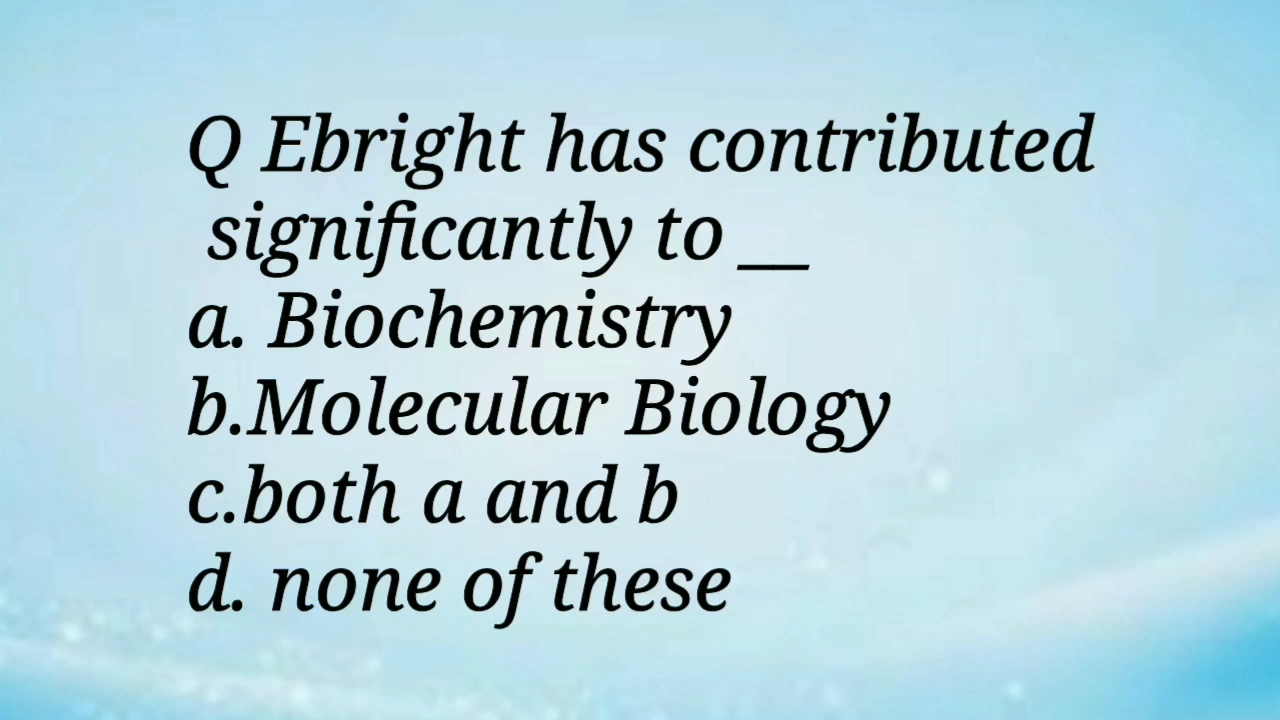 Q Ebright has contributed
significantly to __
a. Biochemistry
b.Molecular Biology
c.both a and b
d. none of these